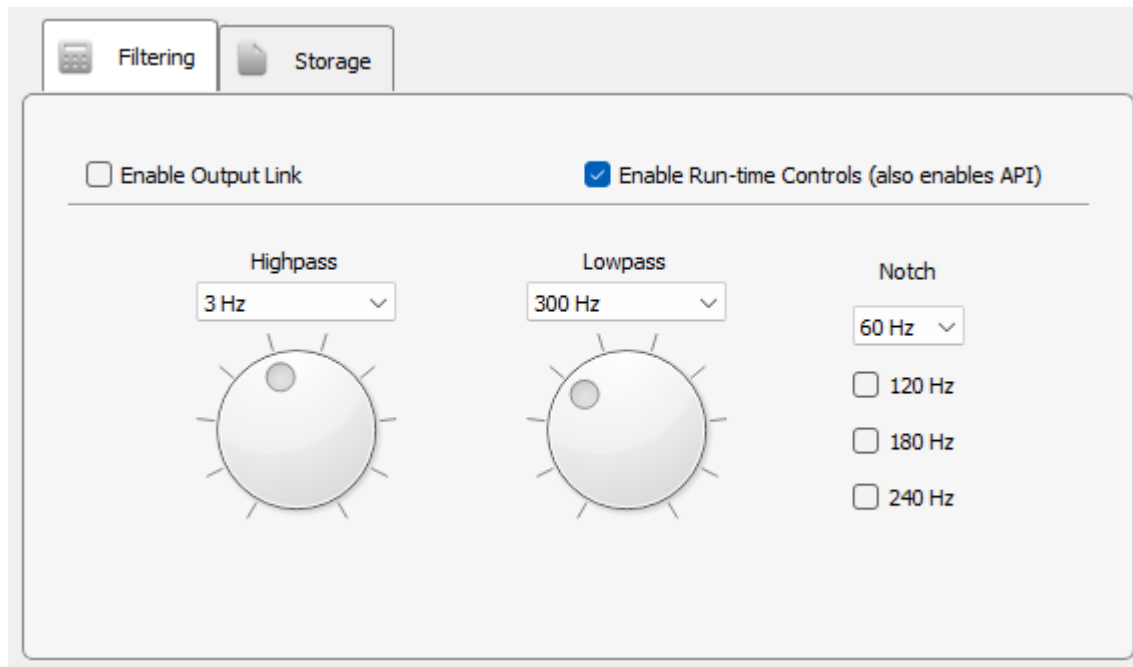 Filtering
Storage
Enable Output Link
Enable Run-time Controls (also enables API)
Highpass
Lowpass
Notch
3 Hz
300 Hz
60 Hz
120 Hz
180 Hz
240 Hz